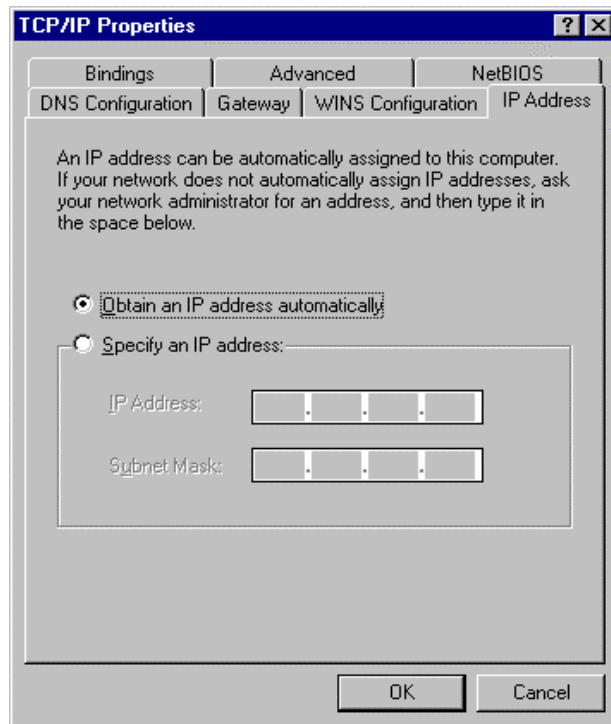 TCP/IP Properties
Bindings Advanced NetBIOS
DNS Configuration Gateway WINS Configuration IP Address
An IP address can be automatically assigned to this computer.
If your network does not automatically assign IP addresses, ask
your network administrator for an address, and then type it in
the space below.
Obtain an IP address automatically
Specify an IP address:
IP Address:
Subnet Mask:
OK Cancel